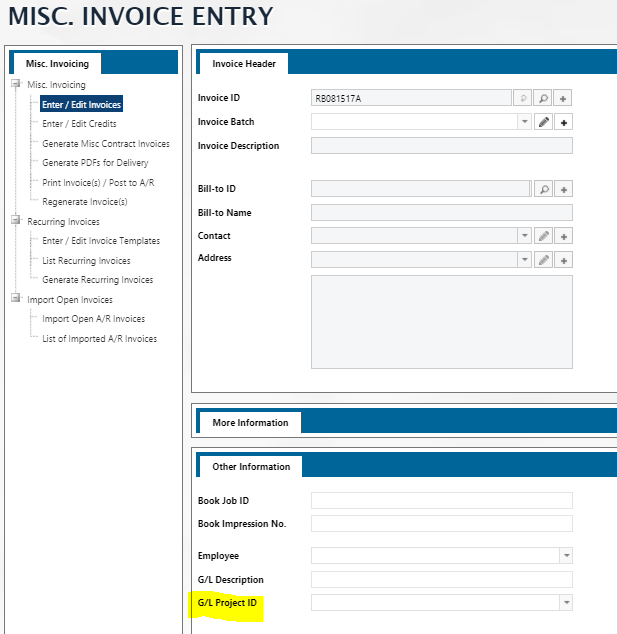 MISC. INVOICE ENTRY
Misc. Invoicing
Misc. Invoicing
Enter / Edit Invoices
Enter / Edit Credits
Generate Misc Contract Invoices
Generate PDFs for Delivery
Print Invoice(s) / Post to A/R
Regenerate Invoice(s)
Recurring Invoices
Enter / Edit Invoice Templates
List Recurring Invoices
Generate Recurring Invoices
Import Open Invoices
Import Open A/R Invoices
List of Imported A/R Invoices
Invoice Header
Invoice ID RB081517A
Invoice Batch
Invoice Description
Bill-to ID
Bill-to Name
Contact
Address
More Information
Other Information
Book Job ID
Book Impression No.
Employee
G/L Description
G/L Project ID